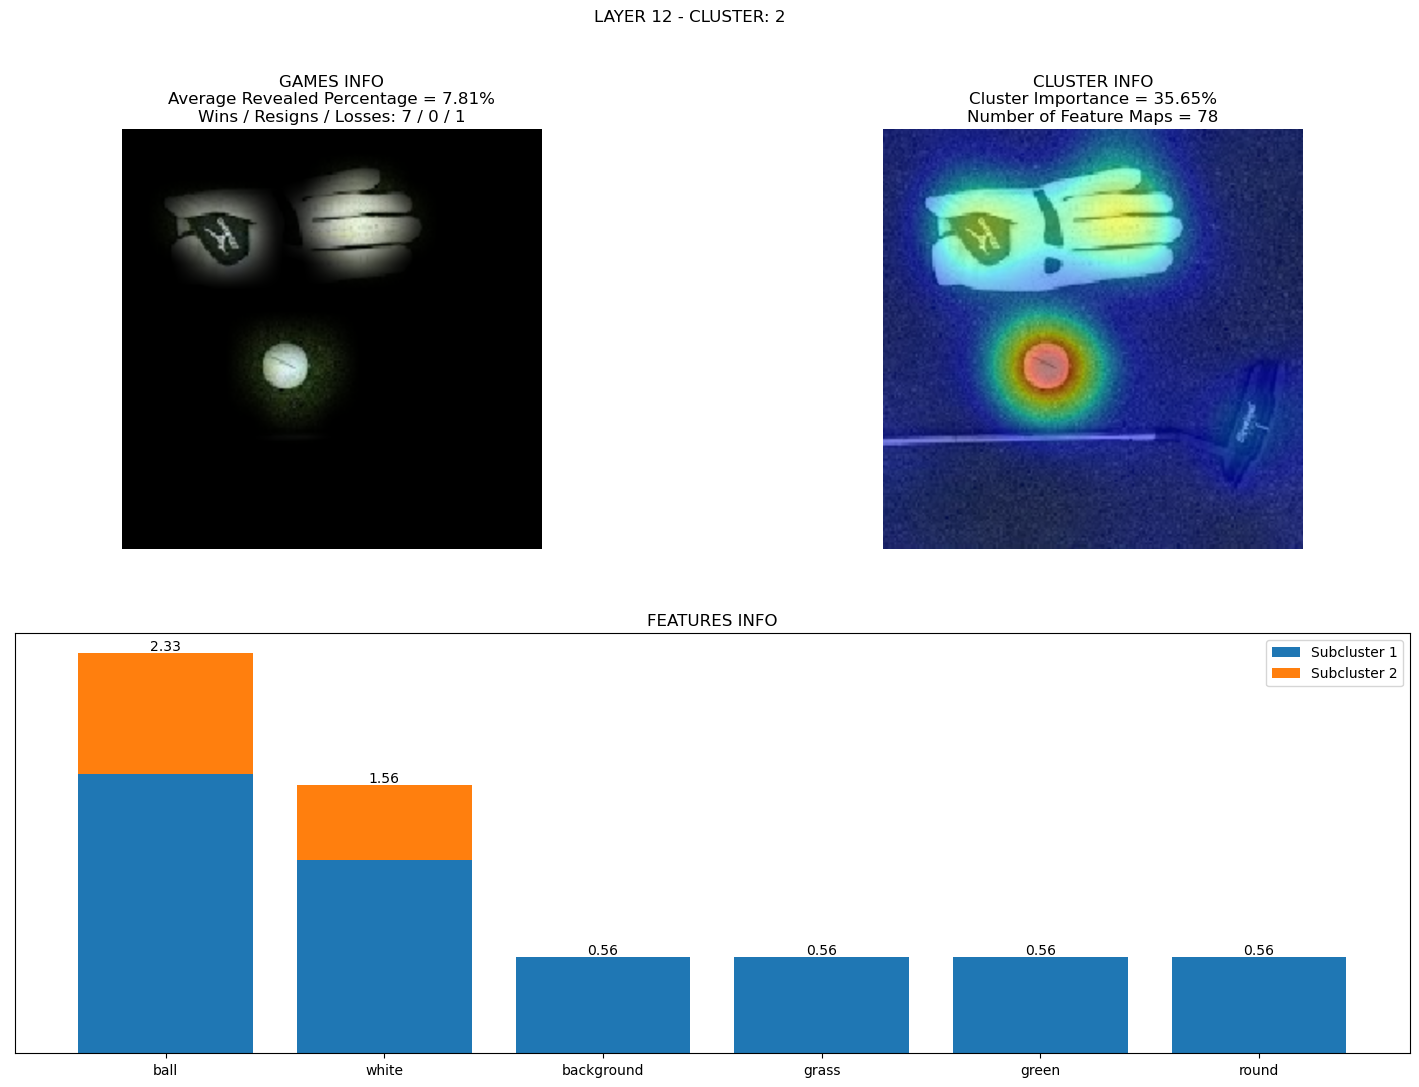 LAYER 12 - CLUSTER: 2
GAMES INFO
Average Revealed Percentage = 7.81%
Wins / Resigns / Losses: 7 / 0 / 1
CLUSTER INFO
Cluster Importance = 35.65%
Number of Feature Maps = 78
FEATURES INFO
2.33
1.56
0.56
0.56
0.56
0.56
Subcluster 1
Subcluster 2
ball
white
background
grass
green
round